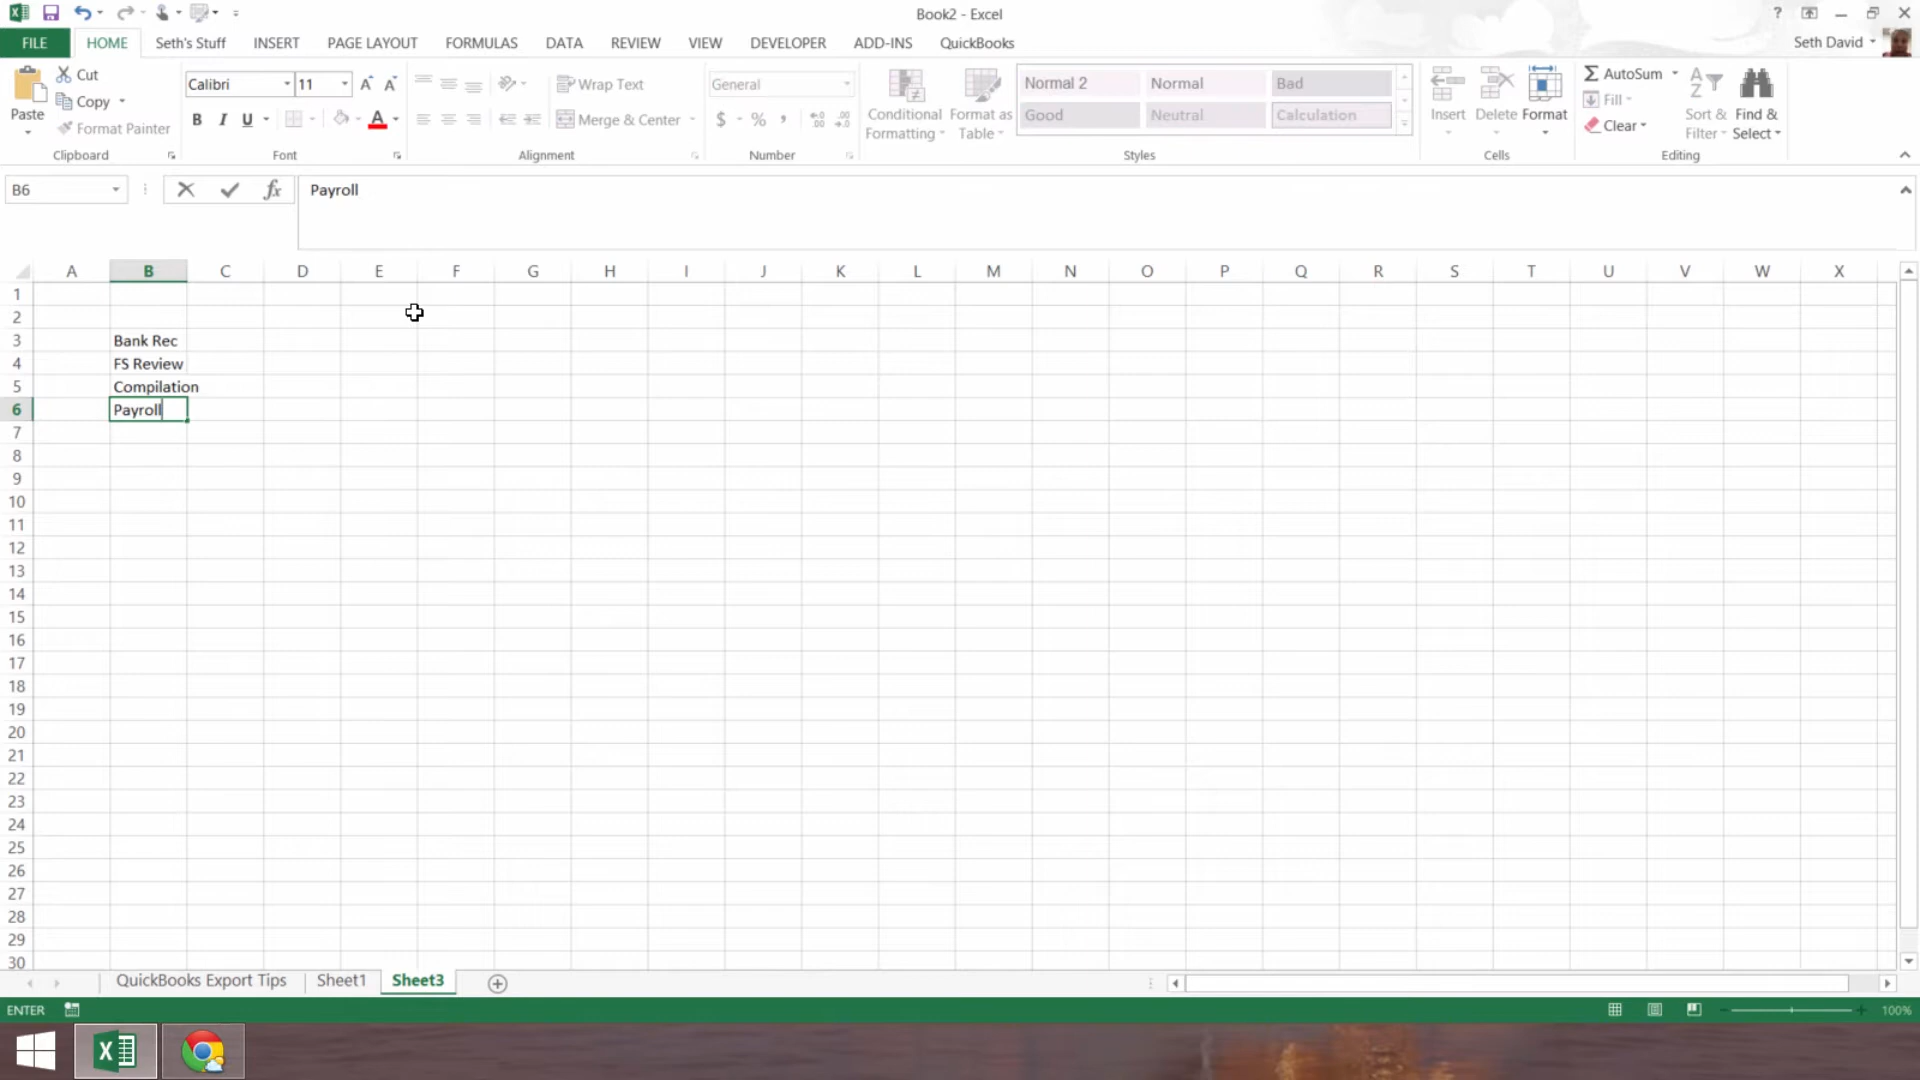 Book2 - Excel
?
FILE HOME Seth's Stuff INSERT PAGE LAYOUT FORMULAS DATA REVIEW VIEW DEVELOPER ADD-INS QuickBooks Seth David
Paste Cut
Copy
Format Painter
Clipboard
Calibri 11 A A
B I U A
Font
Wrap Text
Merge & Center
Alignment
General
$ % ,
Number
Conditional Formatting
Format as Table
Normal 2 Normal Bad
Good Neutral Calculation
Styles
Insert Delete Format
Cells
AutoSum
Fill
Clear
Sort & Filter
Find & Select
Editing
B6 fx Payroll
A B C D E F G H I J K L M N O P Q R S T U V W X
1
2
3 Bank Rec
4 FS Review
5 Compilation
6 Payroll
7
8
9
10
11
12
13
14
15
16
17
18
19
20
21
22
23
24
25
26
27
28
29
30
QuickBooks Export Tips Sheet1 Sheet3
ENTER 100%